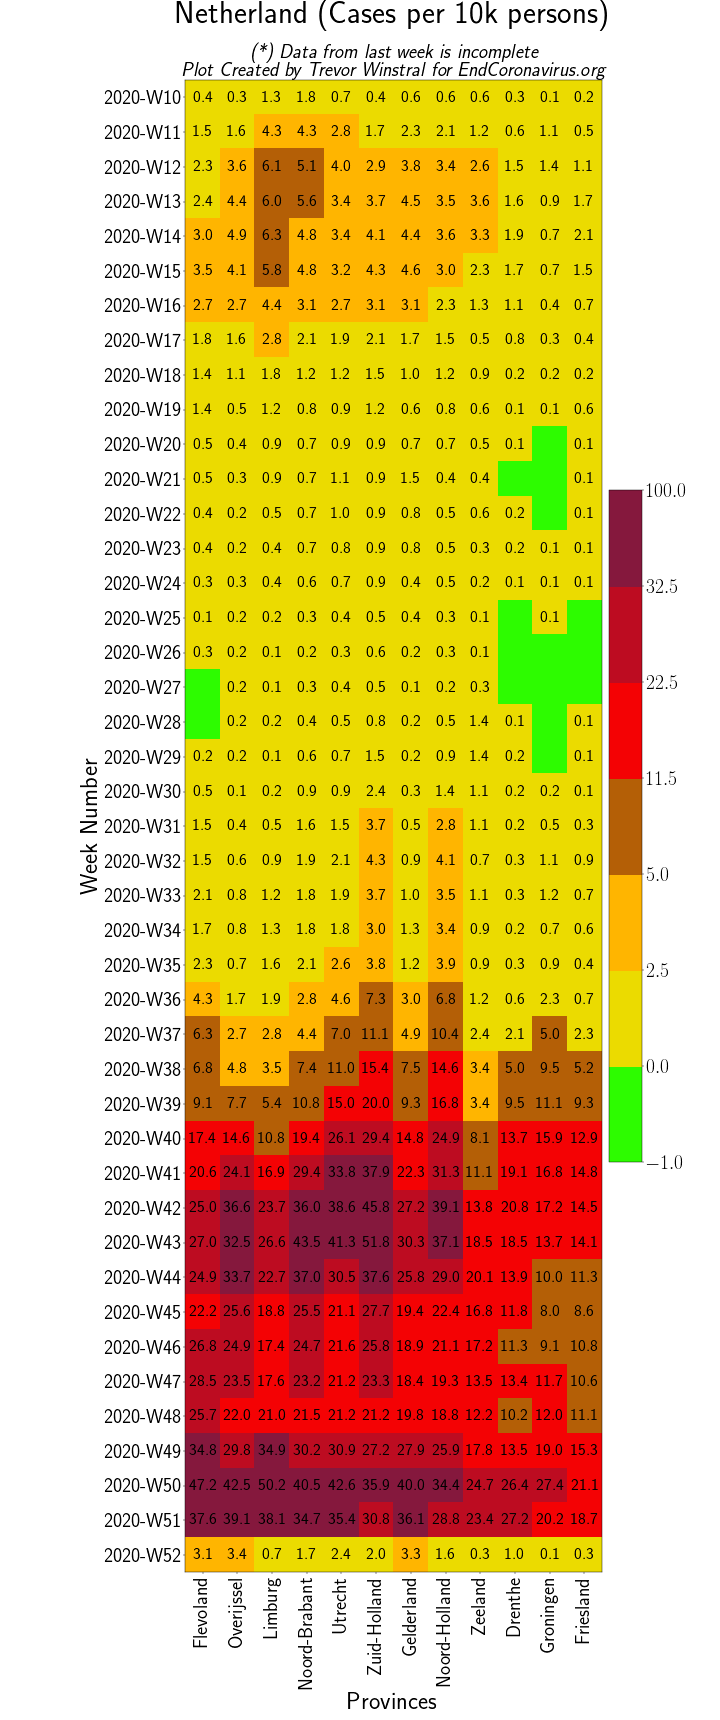 Netherland (Cases per 10k persons)
(*) Data from last week is incomplete
Plot Created by Trevor Winstral for EndCoronavirus.org
2020-W10 0.4 0.3 1.3 1.8 0.7 0.4 0.6 0.6 0.6 0.3 0.1 0.2
2020-W11 1.5 1.6 4.3 4.3 2.8 1.7 2.3 2.1 1.2 0.6 1.1 0.5
2020-W12 2.3 3.6 6.1 5.1 4.0 2.9 3.8 3.4 2.6 1.5 1.4 1.1
2020-W13 2.4 4.4 6.0 5.6 3.4 3.7 4.5 3.5 3.6 1.6 0.9 1.7
2020-W14 3.0 4.9 6.3 4.8 3.4 4.1 4.4 3.6 3.3 1.9 0.7 2.1
2020-W15 3.5 4.1 5.8 4.8 3.2 4.3 4.6 3.0 2.3 1.7 0.7 1.5
2020-W16 2.7 2.7 4.4 3.1 2.7 3.1 3.1 2.3 1.3 1.1 0.4 0.7
2020-W17 1.8 1.6 2.8 2.1 1.9 2.1 1.7 1.5 0.5 0.8 0.3 0.4
2020-W18 1.4 1.1 1.8 1.2 1.2 1.5 1.0 1.2 0.9 0.2 0.2 0.2
2020-W19 1.4 0.5 1.2 0.8 0.9 1.2 0.6 0.8 0.6 0.1 0.1 0.6
2020-W20 0.5 0.4 0.9 0.7 0.9 0.9 0.7 0.7 0.5 0.1 0.1
2020-W21 0.5 0.3 0.9 0.7 1.1 0.9 1.5 0.4 0.4 0.1
2020-W22 0.4 0.2 0.5 0.7 1.0 0.9 0.8 0.5 0.6 0.2 0.1
2020-W23 0.4 0.2 0.4 0.7 0.8 0.9 0.8 0.5 0.3 0.2 0.1 0.1
2020-W24 0.3 0.3 0.4 0.6 0.7 0.9 0.4 0.5 0.2 0.1 0.1 0.1
2020-W25 0.1 0.2 0.2 0.3 0.4 0.5 0.4 0.3 0.1 0.1
2020-W26 0.3 0.2 0.1 0.2 0.3 0.6 0.2 0.3 0.1
2020-W27 0.2 0.1 0.3 0.4 0.5 0.1 0.2 0.3
2020-W28 0.2 0.2 0.4 0.5 0.8 0.2 0.5 1.4 0.1 0.1
2020-W29 0.2 0.2 0.1 0.6 0.7 1.5 0.2 0.9 1.4 0.2 0.1
2020-W30 0.5 0.1 0.2 0.9 0.9 2.4 0.3 1.4 1.1 0.2 0.2 0.1
2020-W31 1.5 0.4 0.5 1.6 1.5 3.7 0.5 2.8 1.1 0.2 0.5 0.3
2020-W32 1.5 0.6 0.9 1.9 2.1 4.3 0.9 4.1 0.7 0.3 1.1 0.9
2020-W33 2.1 0.8 1.2 1.8 1.9 3.7 1.0 3.5 1.1 0.3 1.2 0.7
2020-W34 1.7 0.8 1.3 1.8 1.8 3.0 1.3 3.4 0.9 0.2 0.7 0.6
2020-W35 2.3 0.7 1.6 2.1 2.6 3.8 1.2 3.9 0.9 0.3 0.9 0.4
2020-W36 4.3 1.7 1.9 2.8 4.6 7.3 3.0 6.8 1.2 0.6 2.3 0.7
2020-W37 6.3 2.7 2.8 4.4 7.0 11.1 4.9 10.4 2.4 2.1 5.0 2.3
2020-W38 6.8 4.8 3.5 7.4 11.0 15.4 7.5 14.6 3.4 5.0 9.5 5.2
2020-W39 9.1 7.7 5.4 10.8 15.0 20.0 9.3 16.8 3.4 9.5 11.1 9.3
2020-W40 17.4 14.6 10.8 19.4 26.1 29.4 14.8 24.9 8.1 13.7 15.9 12.9
2020-W41 20.6 24.1 16.9 29.4 33.8 37.9 22.3 31.3 11.1 19.1 16.8 14.8
2020-W42 25.0 36.6 23.7 36.0 38.6 45.8 27.2 39.1 13.8 20.8 17.2 14.5
2020-W43 27.0 32.5 26.6 43.5 41.3 51.8 30.3 37.1 18.5 18.5 13.7 14.1
2020-W44 24.9 33.7 22.7 37.0 30.5 37.6 25.8 29.0 20.1 13.9 10.0 11.3
2020-W45 22.2 25.6 18.8 25.5 21.1 27.7 19.4 22.4 16.8 11.8 8.0 8.6
2020-W46 26.8 24.9 17.4 24.7 21.6 25.8 18.9 21.1 17.2 11.3 9.1 10.8
2020-W47 28.5 23.5 17.6 23.2 21.2 23.3 18.4 19.3 13.5 13.4 11.7 10.6
2020-W48 25.7 22.0 21.0 21.5 21.2 21.2 19.8 18.8 12.2 10.2 12.0 11.1
2020-W49 34.8 29.8 34.9 30.2 30.9 27.2 27.9 25.9 17.8 13.5 19.0 15.3
2020-W50 47.2 42.5 50.2 40.5 42.6 35.9 40.0 34.4 24.7 26.4 27.4 21.1
2020-W51 37.6 39.1 38.1 34.7 35.4 30.8 36.1 28.8 23.4 27.2 20.2 18.7
2020-W52 3.1 3.4 0.7 1.7 2.4 2.0 3.3 1.6 0.3 1.0 0.1 0.3
Week Number
Flevoland
Overijssel
Limburg
Noord-Brabant
Utrecht
Zuid-Holland
Gelderland
Noord-Holland
Zeeland
Drenthe
Groningen
Friesland
Provinces
100.0
32.5
22.5
11.5
5.0
2.5
0.0
−1.0